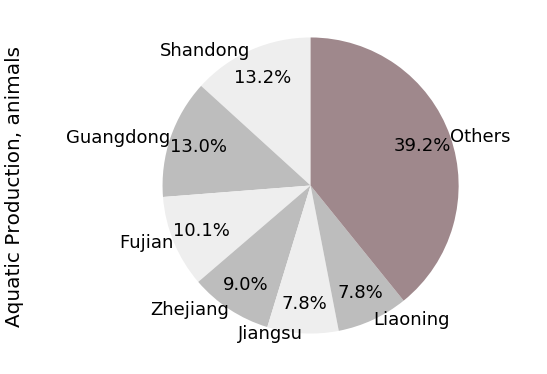 Aquatic Production, animals
Shandong
13.2%
Guangdong
13.0%
Fujian
10.1%
Zhejiang
9.0%
Jiangsu
7.8%
Liaoning
7.8%
Others
39.2%